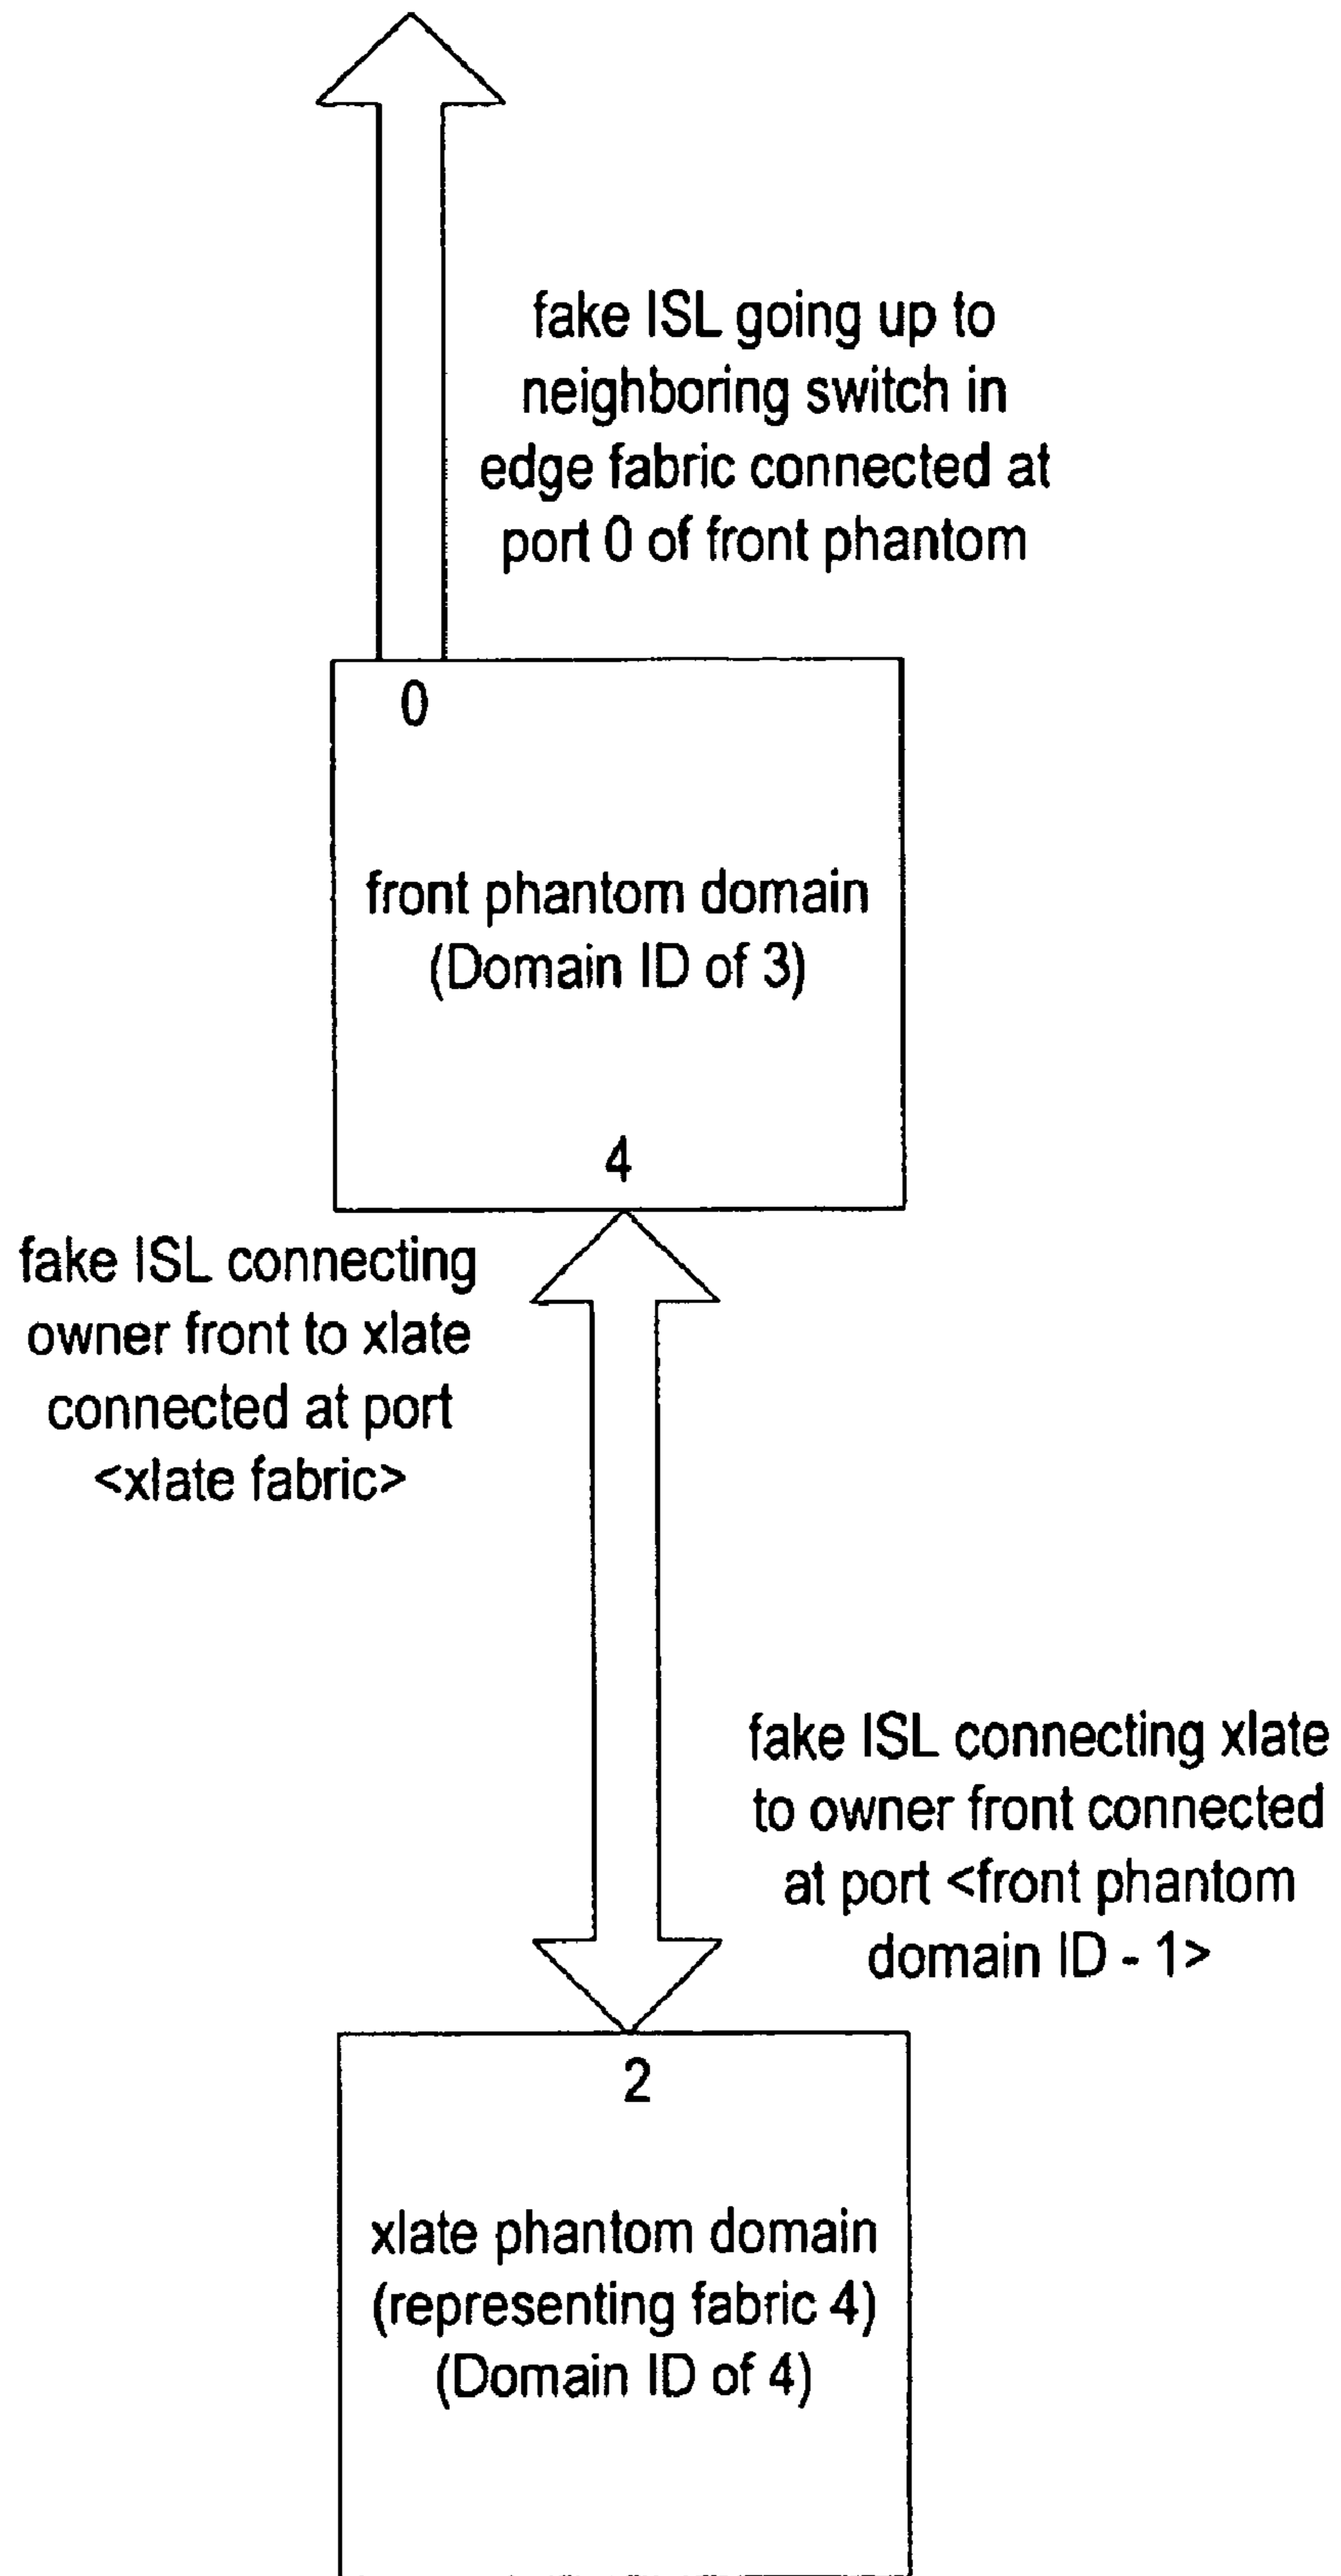 fake ISL going up to
neighboring switch in
edge fabric connected at
port 0 of front phantom
0
front phantom domain
(Domain ID of 3)
4
fake ISL connecting
owner front to xlate
connected at port
<xlate fabric>
fake ISL connecting xlate
to owner front connected
at port <front phantom
domain ID - 1>
2
xlate phantom domain
(representing fabric 4)
(Domain ID of 4)